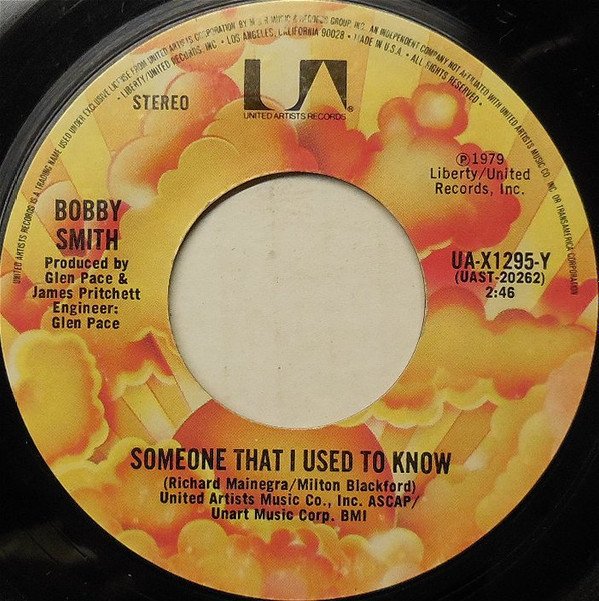 UNITED ARTISTS RECORDS IS A TRADING NAME USED UNDER EXCLUSIVE LICENSE FROM UNITED ARTISTS CORPORATION BY M & R MUSIC & RECORDS GROUP, INC. AN INDEPENDENT COMPANY NOT AFFILIATED WITH UNITED ARTISTS MUSIC CO., INC. OR TRANSAMERICA CORPORATION
• LIBERTY/UNITED RECORDS, INC. • LOS ANGELES, CALIFORNIA 90028 • MADE IN U.S.A. • ALL RIGHTS RESERVED •
STEREO
UA
UNITED ARTISTS RECORDS®
℗ 1979
Liberty/United
Records, Inc.
BOBBY
SMITH
Produced by
Glen Pace &
James Pritchett
Engineer:
Glen Pace
UA-X1295-Y
(UAST-20262)
2:46
SOMEONE THAT I USED TO KNOW
(Richard Mainegra/Milton Blackford)
United Artists Music Co., Inc. ASCAP/
Unart Music Corp. BMI